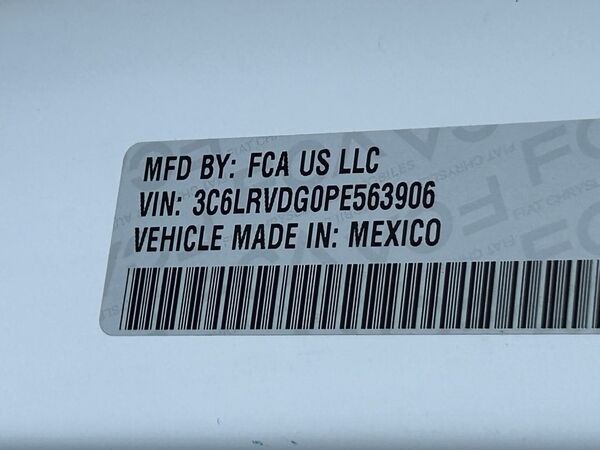 MFD BY: FCA US LLC
VIN: 3C6LRVDG0PE563906
VEHICLE MADE IN: MEXICO